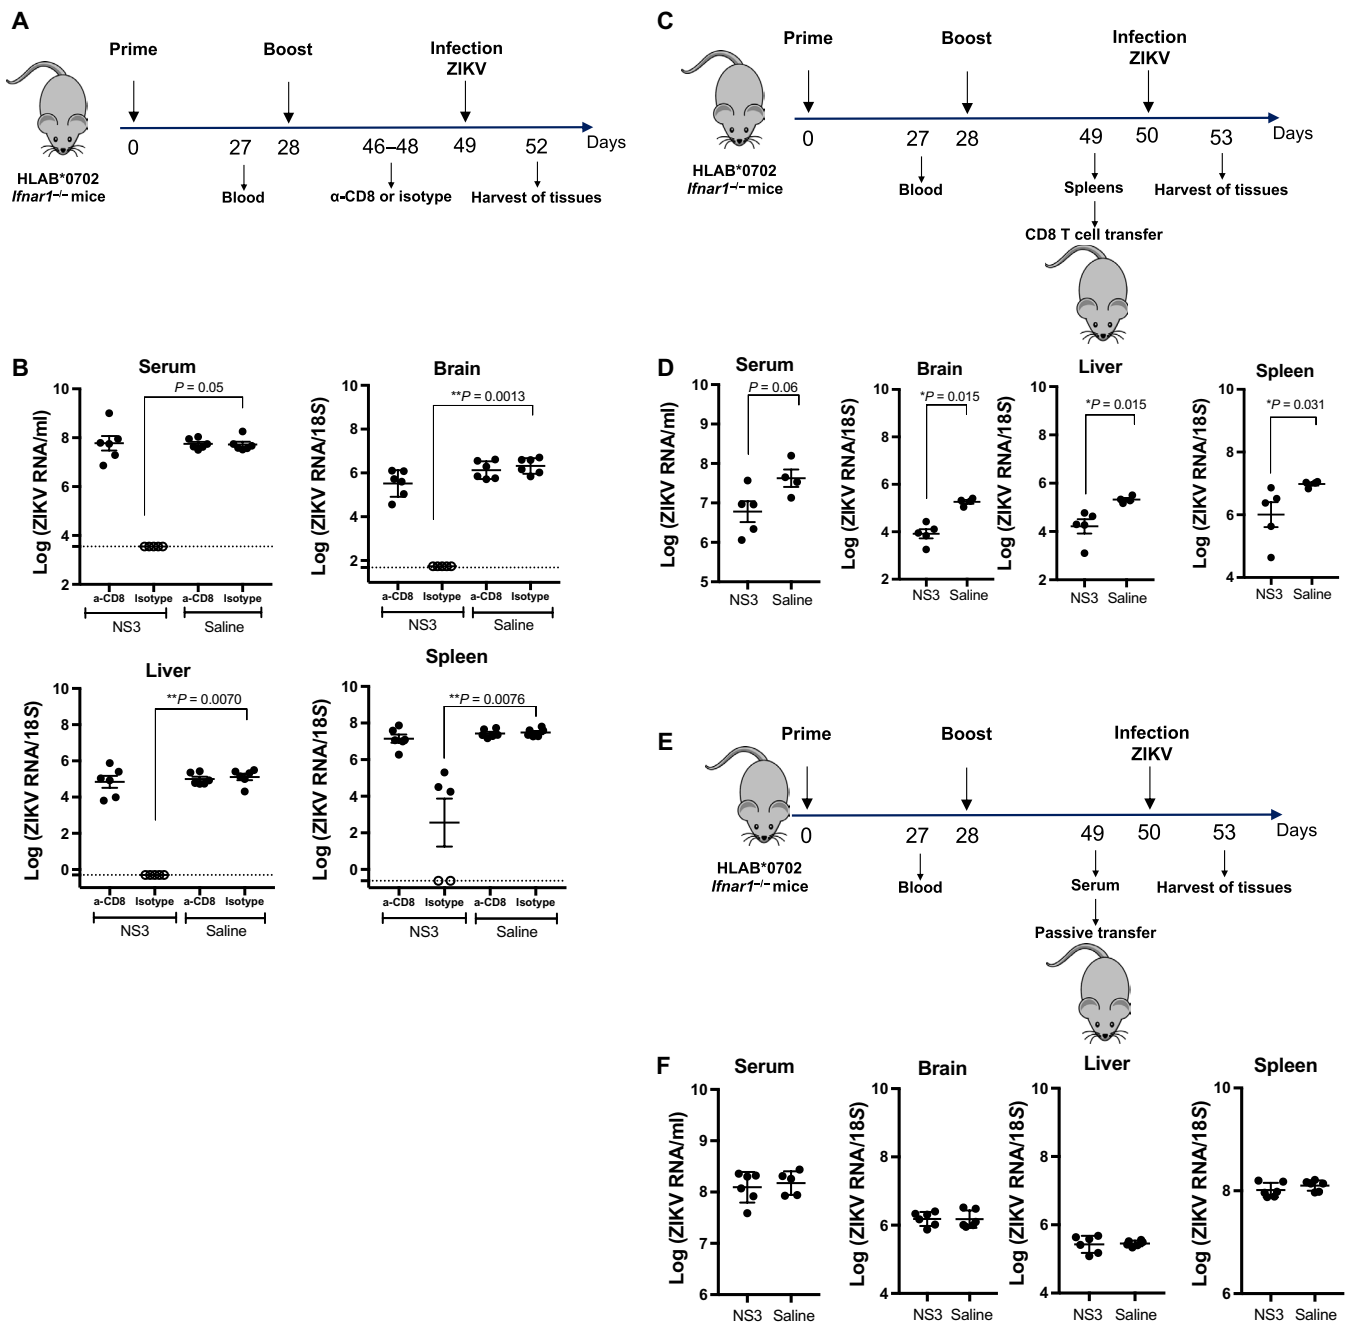 A
Prime
Boost
Infection
ZIKV
0
27
28
46–48
49
52
Days
HLAB*0702
Ifnar1–/– mice
Blood
α-CD8 or isotype
Harvest of tissues
C
Prime
Boost
Infection
ZIKV
0
27
28
49
50
53
Days
HLAB*0702
Ifnar1–/– mice
Blood
Spleens
Harvest of tissues
CD8 T cell transfer
B
Serum
P = 0.05
Log (ZIKV RNA/ml)
10
8
6
4
2
a-CD8
Isotype
a-CD8
Isotype
NS3
Saline
Brain
**P = 0.0013
Log (ZIKV RNA/18S)
10
8
6
4
2
a-CD8
Isotype
a-CD8
Isotype
NS3
Saline
Liver
**P = 0.0070
Log (ZIKV RNA/18S)
10
8
6
4
2
0
a-CD8
Isotype
a-CD8
Isotype
NS3
Saline
Spleen
**P = 0.0076
Log (ZIKV RNA/18S)
10
8
6
4
2
0
a-CD8
Isotype
a-CD8
Isotype
NS3
Saline
D
Serum
P = 0.06
Log (ZIKV RNA/ml)
10
9
8
7
6
5
NS3
Saline
Brain
*P = 0.015
Log (ZIKV RNA/18S)
10
8
6
4
2
NS3
Saline
Liver
*P = 0.015
Log (ZIKV RNA/18S)
10
8
6
4
2
NS3
Saline
Spleen
*P = 0.031
Log (ZIKV RNA/18S)
10
8
6
4
NS3
Saline
E
Prime
Boost
Infection
ZIKV
0
27
28
49
50
53
Days
HLAB*0702
Ifnar1–/– mice
Blood
Serum
Harvest of tissues
Passive transfer
F
Serum
Log (ZIKV RNA/ml)
10
9
8
7
6
NS3
Saline
Brain
Log (ZIKV RNA/18S)
10
8
6
4
NS3
Saline
Liver
Log (ZIKV RNA/18S)
10
8
6
4
NS3
Saline
Spleen
Log (ZIKV RNA/18S)
10
8
6
NS3
Saline